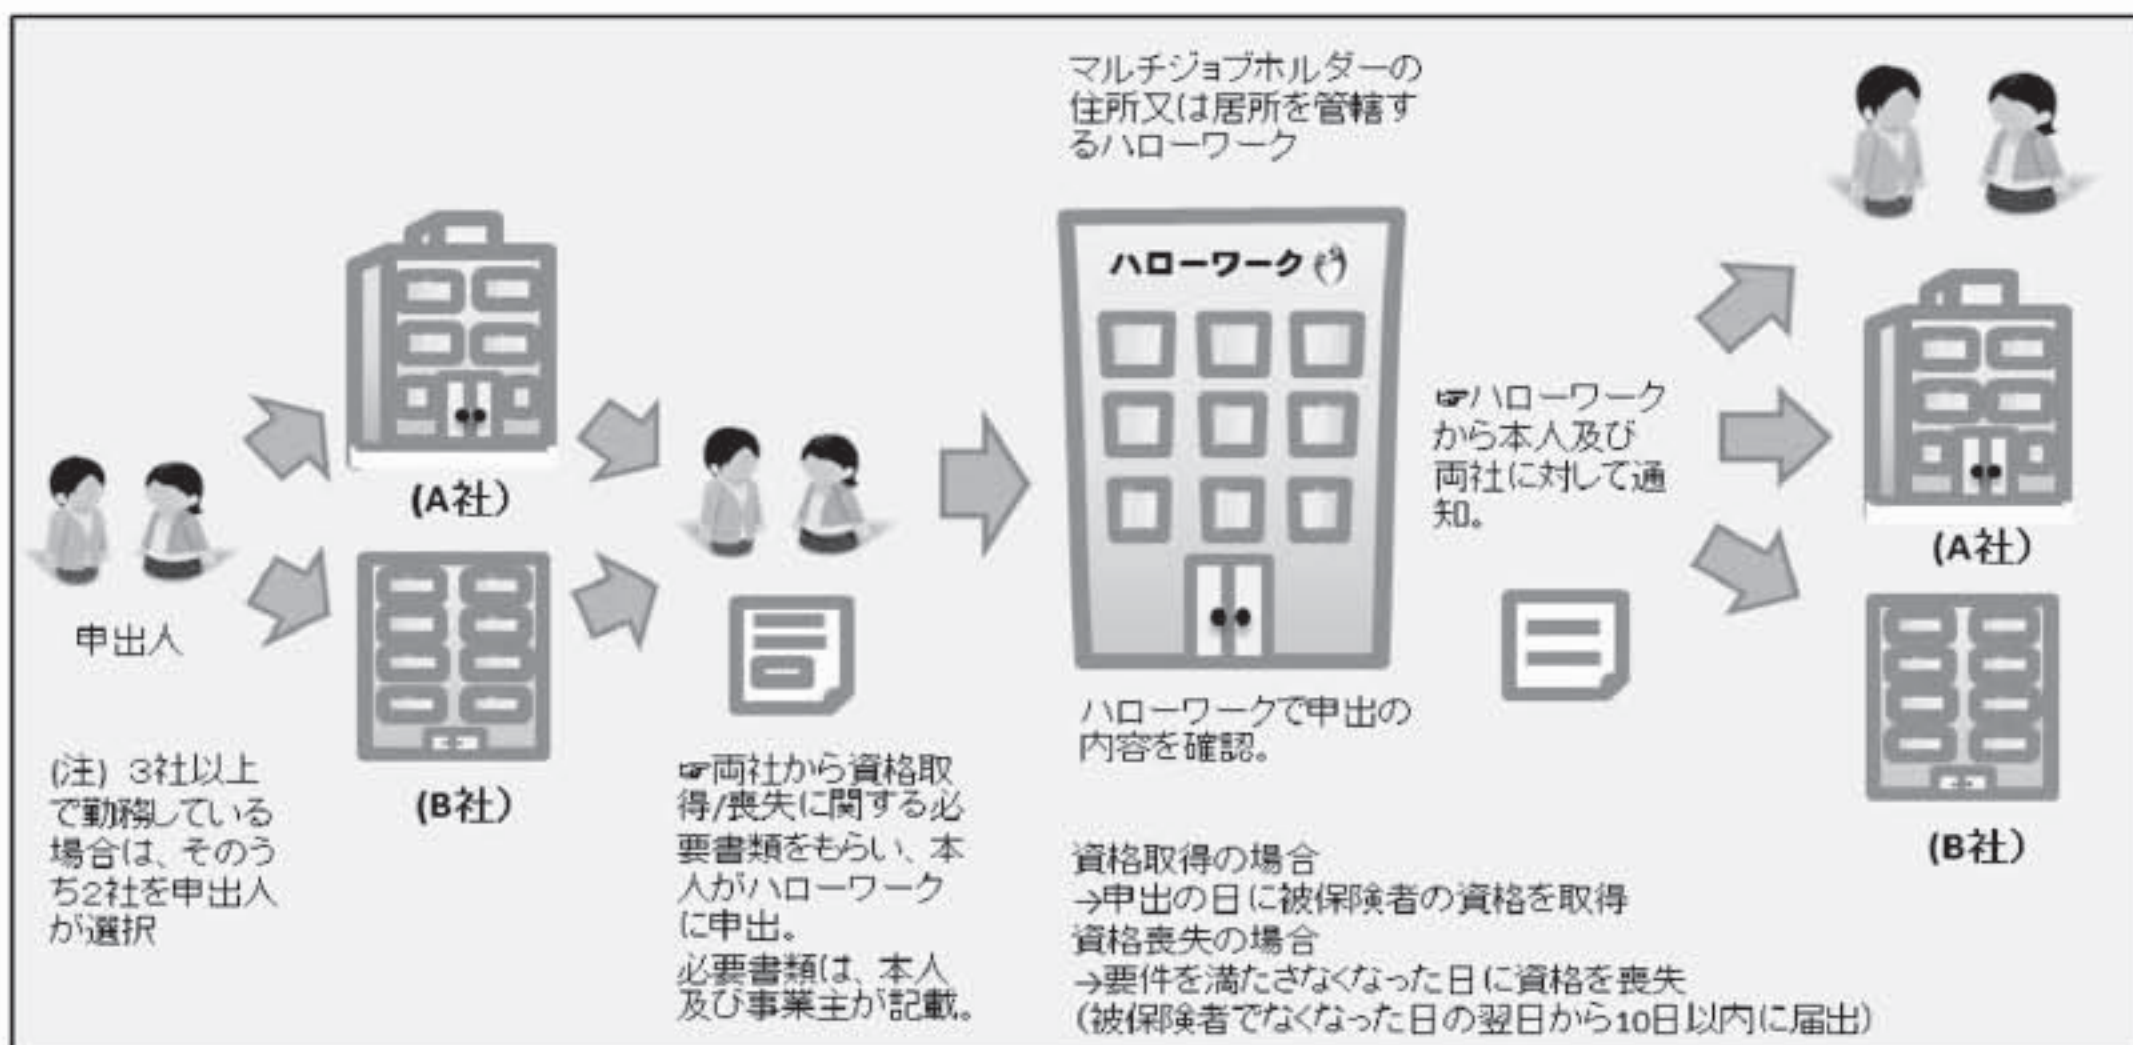 申出人
(注) 3社以上
で勤務している
場合は、そのう
ち2社を申出人
が選択
(A社)
(B社)
☞両社から資格取
得/喪失に関する必
要書類をもらい、本
人がハローワーク
に申出。
必要書類は、本人
及び事業主が記載。
マルチジョブホルダーの
住所又は居所を管轄す
るハローワーク
ハローワーク
ハローワークで申出の
内容を確認。
資格取得の場合
→申出の日に被保険者の資格を取得
資格喪失の場合
→要件を満たさなくなった日に資格を喪失
(被保険者でなくなった日の翌日から10日以内に届出)
☞ハローワーク
から本人及び
両社に対して通
知。
(A社)
(B社)